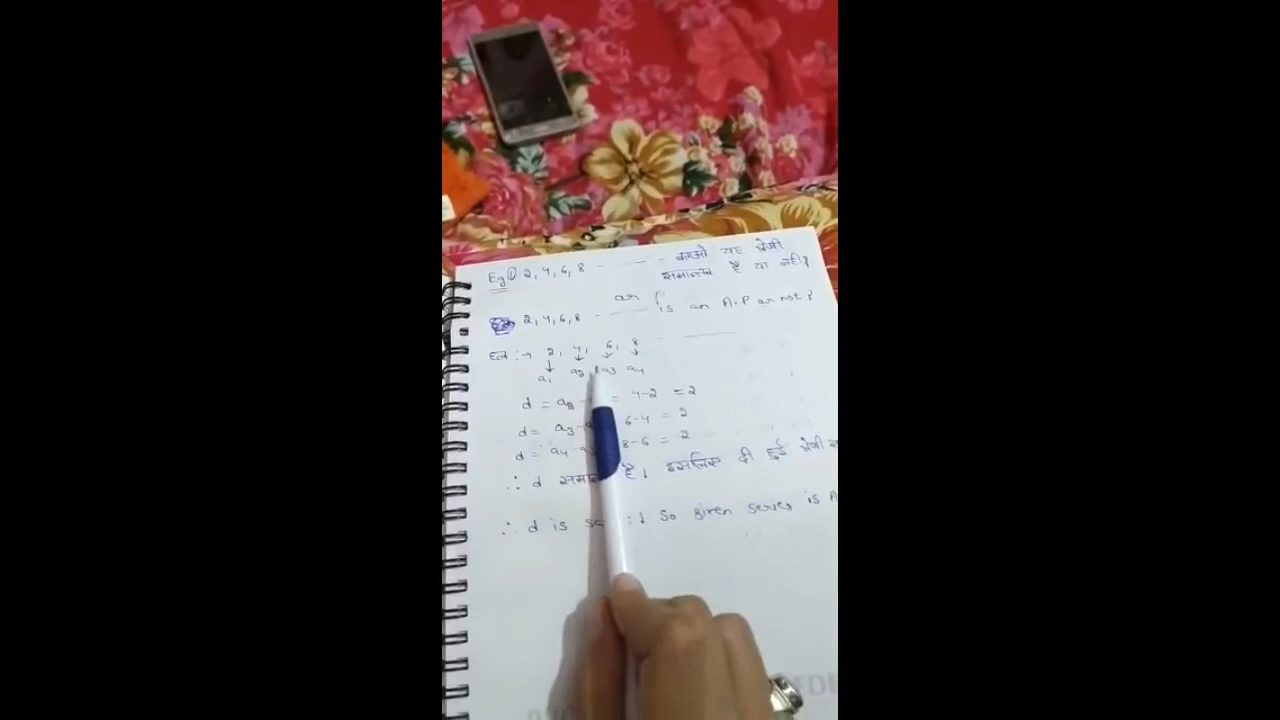 Eg① 2, 4, 6, 8 - - - - - बताओ यह श्रेणी
समान्तर है या नहीं?
2, 4, 6, 8 - - - - is an A.P or not?
हल :→ 2, 4, 6, 8 - - - -
a1 a2 a3 a4
d = a2 - = 4-2 = 2
d = a3-a 6-4 = 2
d = a4-a 8-6 = 2
∴ d समान है। इसलिए दी हुई श्रेणी
∴ d is so given series is A